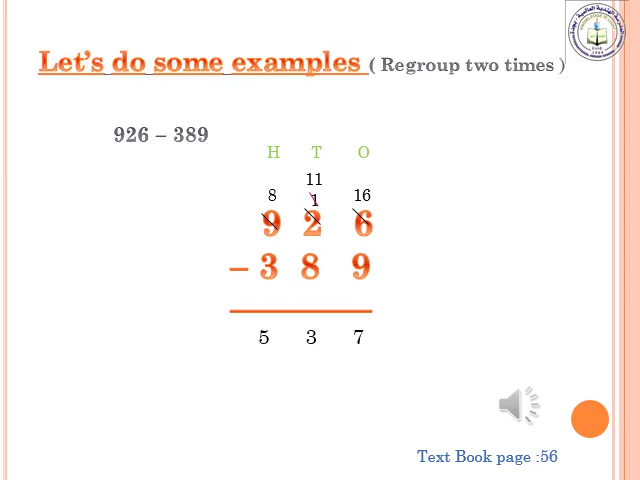 Let's do some examples ( Regroup two times )
926 – 389
H T O
11
8 1 16
9 2 6
– 3 8 9
5 3 7
Text Book page :56